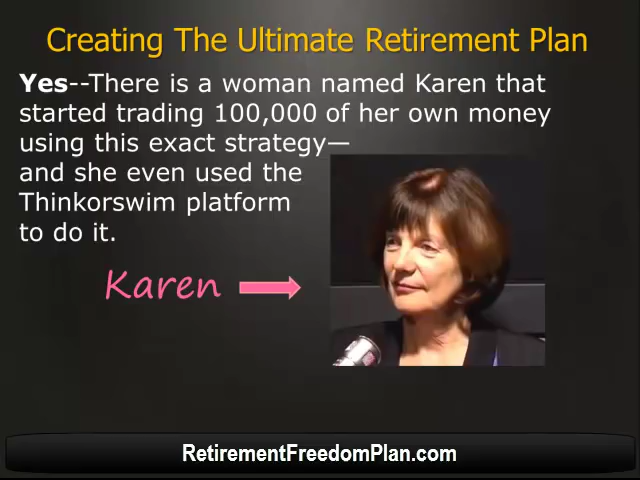 Creating The Ultimate Retirement Plan
Yes--There is a woman named Karen that
started trading 100,000 of her own money
using this exact strategy—
and she even used the
Thinkorswim platform
to do it.
Karen
RetirementFreedomPlan.com